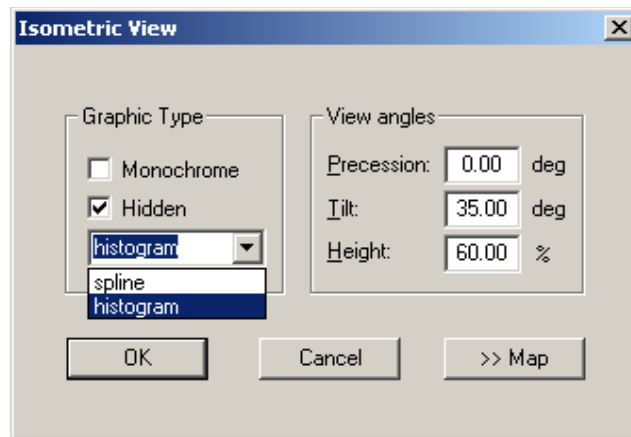 Isometric View
Graphic Type
Monochrome
Hidden
histogram
spline
histogram
View angles
Precession: 0.00 deg
Tilt: 35.00 deg
Height: 60.00 %
OK Cancel >> Map